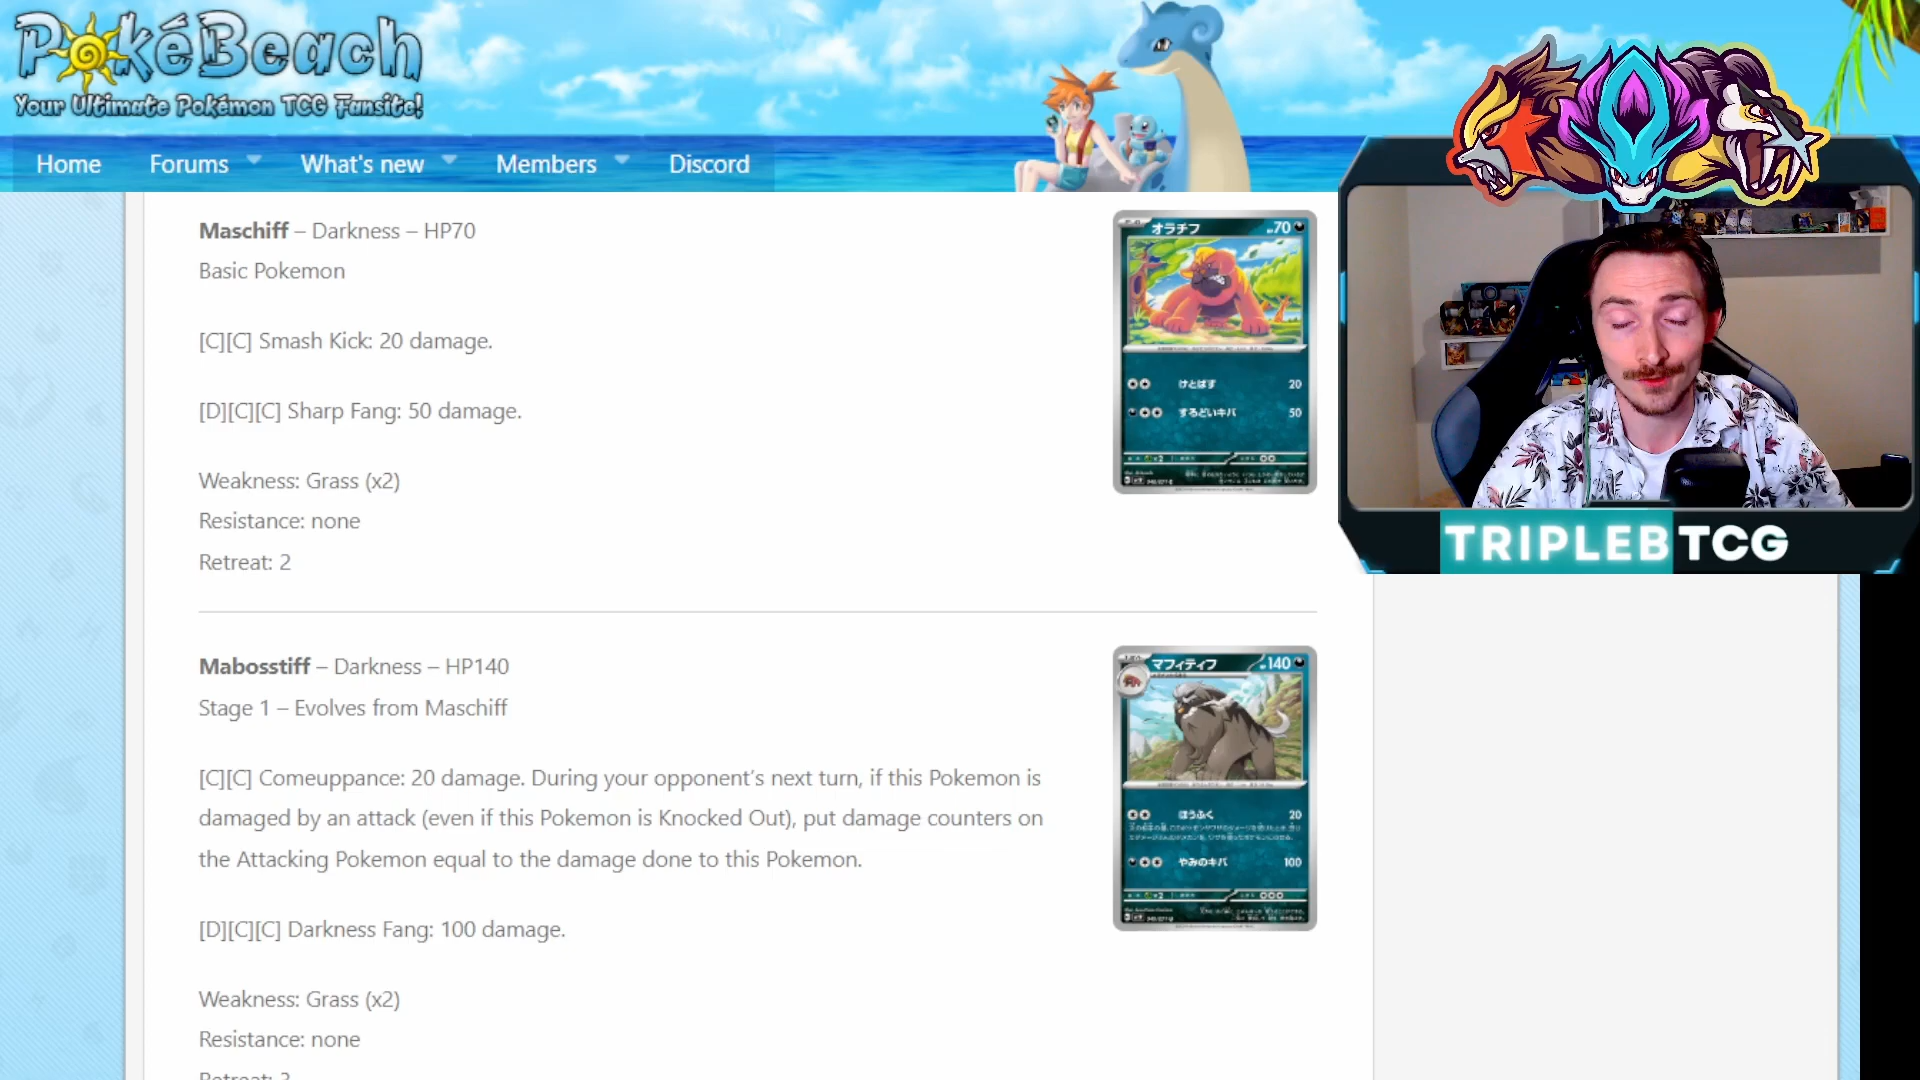 PokéBeach
Your Ultimate Pokémon TCG Fansite!
Home
Forums
What's new
Members
Discord
Maschiff – Darkness – HP70
Basic Pokemon
[C][C] Smash Kick: 20 damage.
[D][C][C] Sharp Fang: 50 damage.
Weakness: Grass (x2)
Resistance: none
Retreat: 2
オラチフ
70
けとばす 20
するどいキバ 50
TRIPLEB TCG
Mabosstiff – Darkness – HP140
Stage 1 – Evolves from Maschiff
[C][C] Comeuppance: 20 damage. During your opponent’s next turn, if this Pokemon is
damaged by an attack (even if this Pokemon is Knocked Out), put damage counters on
the Attacking Pokemon equal to the damage done to this Pokemon.
[D][C][C] Darkness Fang: 100 damage.
Weakness: Grass (x2)
Resistance: none
Retreat: 3
マフィティフ
140
ほうふく 20
やみのキバ 100